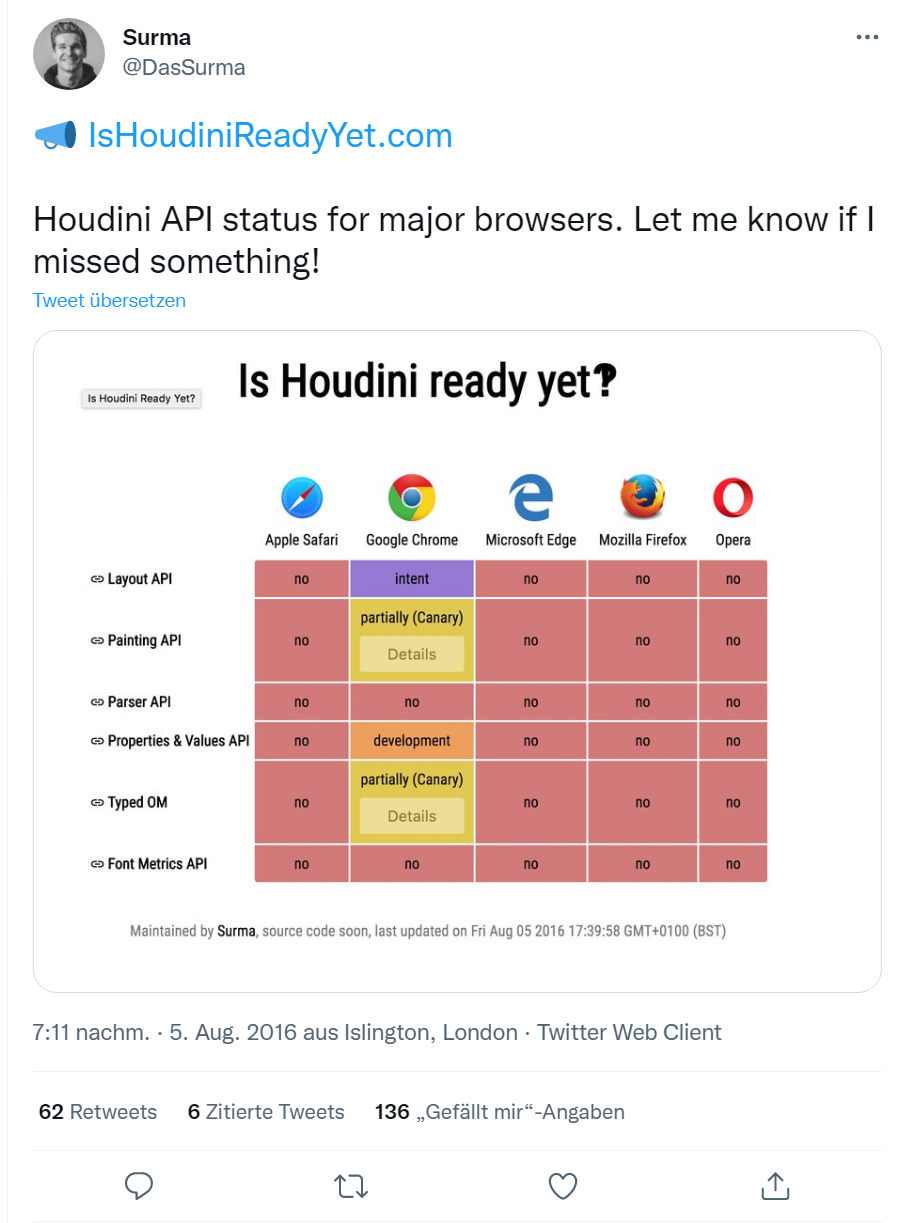 Surma
@DasSurma
IsHoudiniReadyYet.com
Houdini API status for major browsers. Let me know if I
missed something!
Tweet übersetzen
Is Houdini ready yet‽
Is Houdini Ready Yet?
Apple Safari Google Chrome Microsoft Edge Mozilla Firefox Opera
Layout API no intent no no no
partially (Canary)
Painting API no no no no
Details
Parser API no no no no no
Properties & Values API no development no no no
partially (Canary)
Typed OM no no no no
Details
Font Metrics API no no no no no
Maintained by Surma, source code soon, last updated on Fri Aug 05 2016 17:39:58 GMT+0100 (BST)
7:11 nachm. · 5. Aug. 2016 aus Islington, London · Twitter Web Client
62 Retweets 6 Zitierte Tweets 136 „Gefällt mir“-Angaben